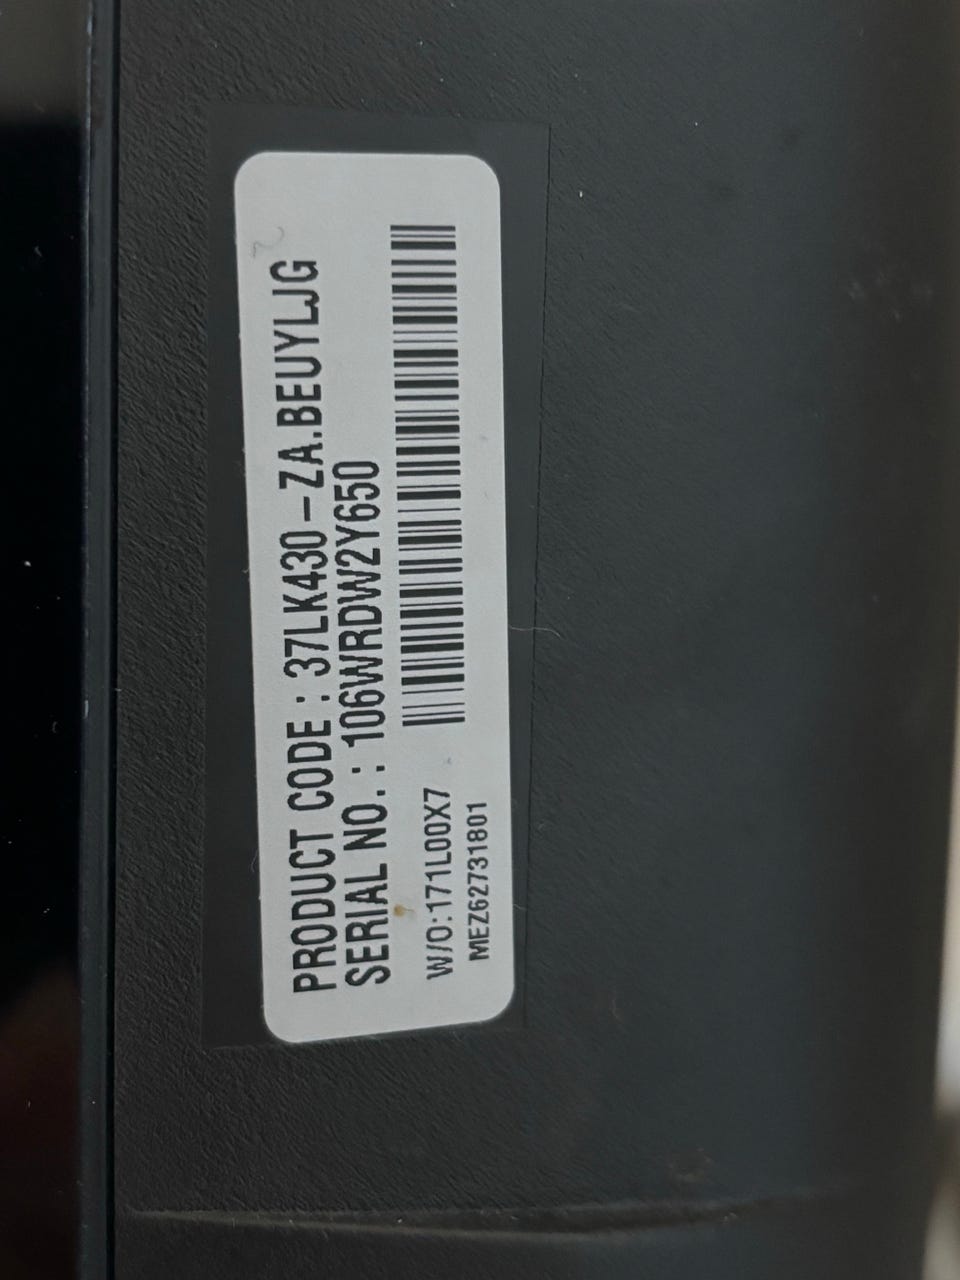 PRODUCT CODE : 37LK430-ZA.BEUYLJG
SERIAL NO. : 106WRDW2Y650
W/O:171L00X7
MEZ62731801